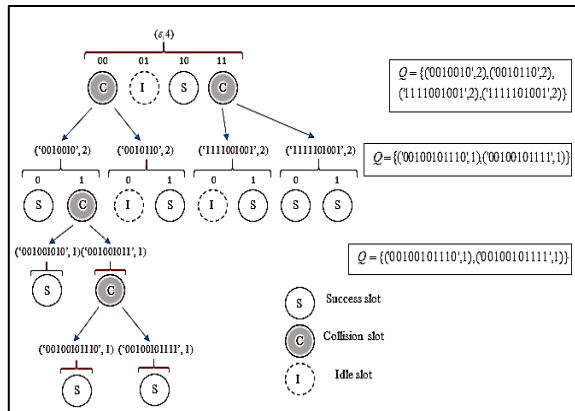 (ε,4)
00 01 10 11
C I S C
Q = {('0010010',2),('0010110',2),
('1111001001',2),('1111101001',2)}
('0010010', 2) ('0010110', 2) ('1111001001', 2) ('1111101001', 2)
Q = {('00100101110',1),('00100101111',1)}
0 1 0 1 0 1 0 1
S C I S I S S S
('001001010', 1) ('001001011', 1)
Q = {('00100101110',1),('00100101111',1)}
S C
S Success slot
C Collision slot
('00100101110', 1) ('00100101111', 1)
I Idle slot
S S